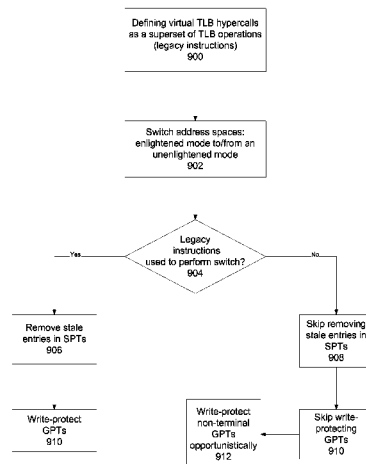 Defining virtual TLB hypercalls
as a superset of TLB operations
(legacy instructions)
900
Switch address spaces:
enlightened mode to/from an
unenlightened mode
902
Legacy
instructions
used to perform switch?
904
Yes
No
Remove stale
entries in SPTs
906
Skip removing
stale entries in
SPTs
908
Write-protect
GPTs
910
Write-protect
non-terminal
GPTs
opportunistically
912
Skip write-
protecting
GPTs
910